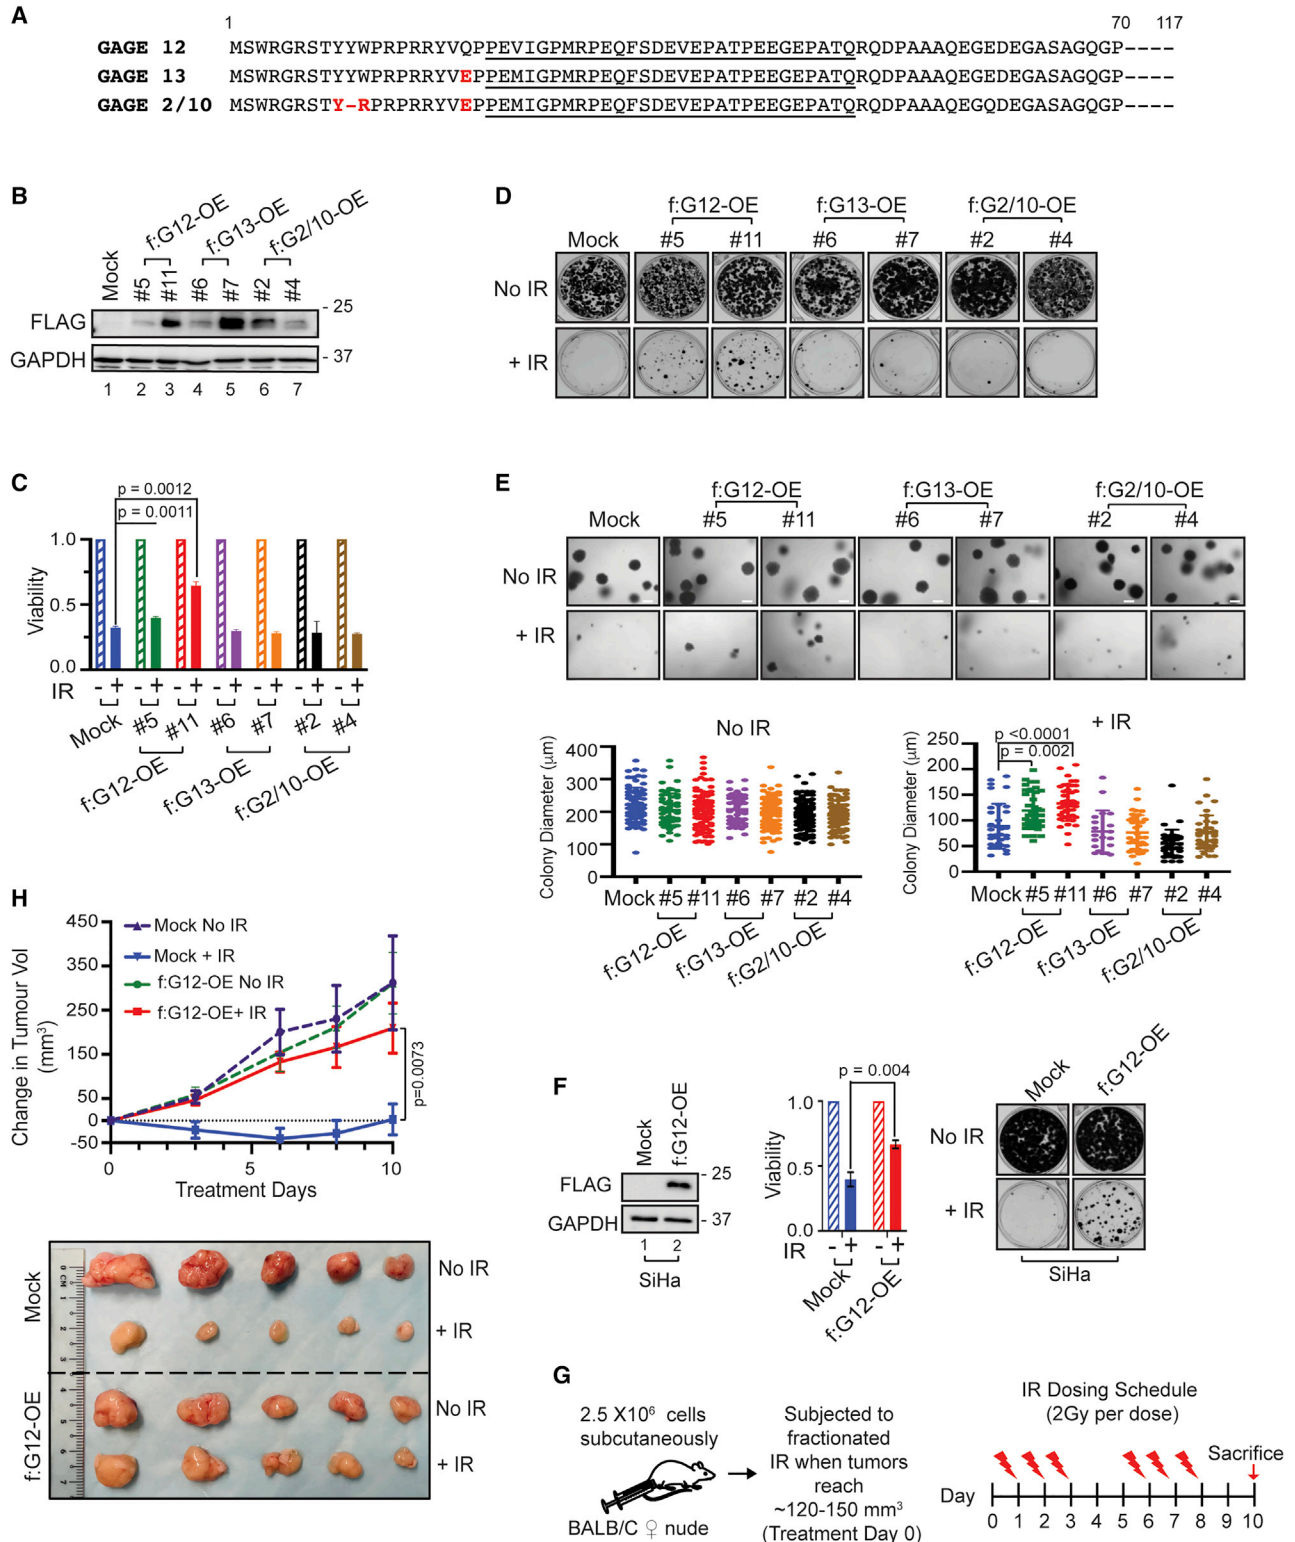 A
1 70 117
GAGE 12 MSWRGRSTYYWPRPRRYVQPPEVIGPMRPEQFSDEVEPATPEEGEPATQRQDPAAAQEGEDEGASAGQGP----
GAGE 13 MSWRGRSTYYWPRPRRYVEPPEMIGPMRPEQFSDEVEPATPEEGEPATQRQDPAAAQEGEDEGASAGQGP----
GAGE 2/10 MSWRGRSTY-RPRPRRYVEPPEMIGPMRPEQFSDEVEPATPEEGEPATQRQDPAAAQEGQDEGASAGQGP----
B
f:G12-OE f:G13-OE f:G2/10-OE
Mock #5 #11 #6 #7 #2 #4
FLAG - 25
GAPDH - 37
1 2 3 4 5 6 7
D
f:G12-OE f:G13-OE f:G2/10-OE
Mock #5 #11 #6 #7 #2 #4
No IR
+ IR
C
p = 0.0012
p = 0.0011
Viability
1.0
0.5
0.0
IR - + - + - + - + - + - + - +
Mock #5 #11 #6 #7 #2 #4
f:G12-OE f:G13-OE f:G2/10-OE
E
f:G12-OE f:G13-OE f:G2/10-OE
Mock #5 #11 #6 #7 #2 #4
No IR
+ IR
No IR
Colony Diameter (µm)
400
300
200
100
0
Mock #5 #11 #6 #7 #2 #4
f:G12-OE f:G13-OE f:G2/10-OE
+ IR
p <0.0001
p = 0.002
Colony Diameter (µm)
250
200
150
100
50
0
Mock #5 #11 #6 #7 #2 #4
f:G12-OE f:G13-OE f:G2/10-OE
H
Change in Tumour Vol
(mm³)
450
350
250
150
50
0
-50
Mock No IR
Mock + IR
f:G12-OE No IR
f:G12-OE+ IR
p=0.0073
0 5 10
Treatment Days
Mock
No IR
+ IR
f:G12-OE
No IR
+ IR
0 CM 1 2 3 4 5 6 7
F
Mock f:G12-OE
FLAG - 25
GAPDH - 37
1 2
SiHa
p = 0.004
Viability
1.0
0.5
0.0
IR - + - +
Mock f:G12-OE
Mock f:G12-OE
No IR
+ IR
SiHa
G
2.5 X10⁶ cells
subcutaneously
BALB/C ♀ nude
Subjected to
fractionated
IR when tumors
reach
~120-150 mm³
(Treatment Day 0)
IR Dosing Schedule
(2Gy per dose)
Sacrifice
Day
0 1 2 3 4 5 6 7 8 9 10